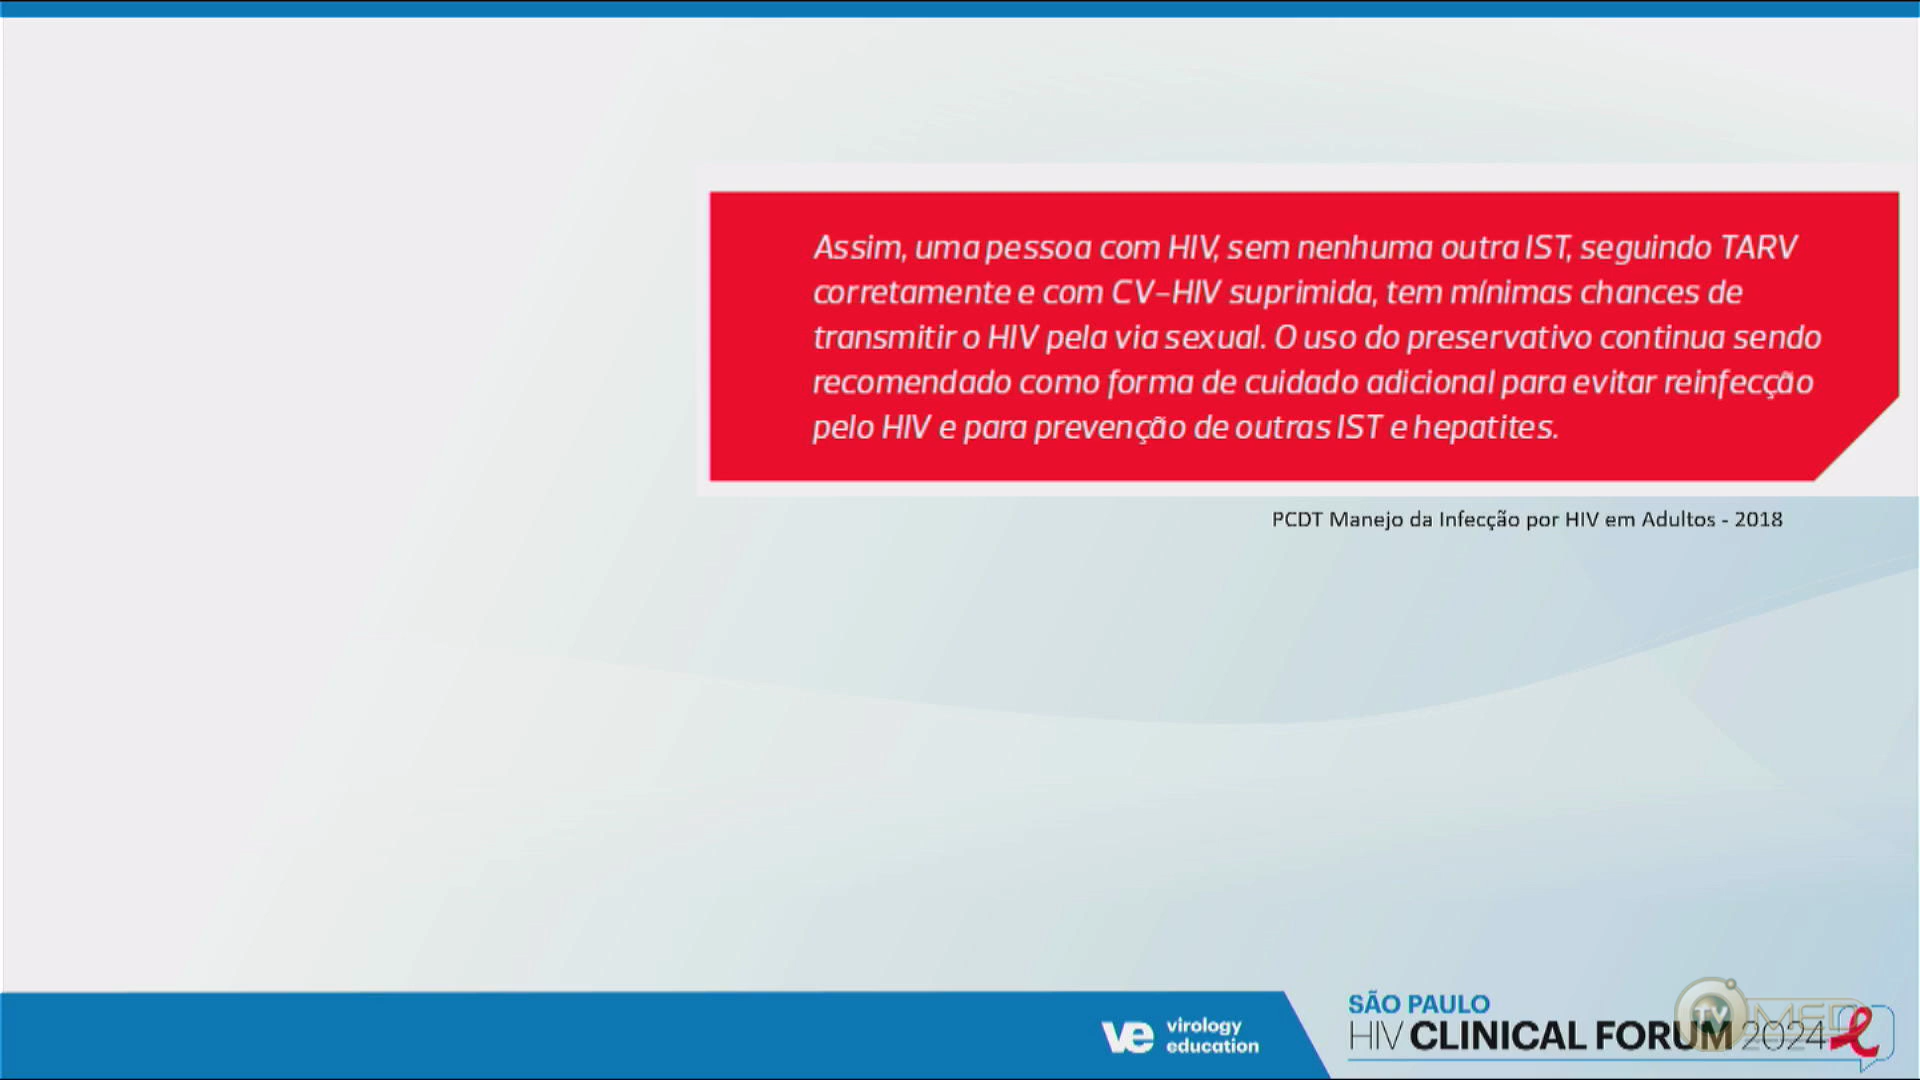 Assim, uma pessoa com HIV, sem nenhuma outra IST, seguindo TARV
corretamente e com CV-HIV suprimida, tem mínimas chances de
transmitir o HIV pela via sexual. O uso do preservativo continua sendo
recomendado como forma de cuidado adicional para evitar reinfecção
pelo HIV e para prevenção de outras IST e hepatites.
PCDT Manejo da Infecção por HIV em Adultos - 2018
ve virology
education
SÃO PAULO
HIV CLINICAL FORUM 2024
TV MED